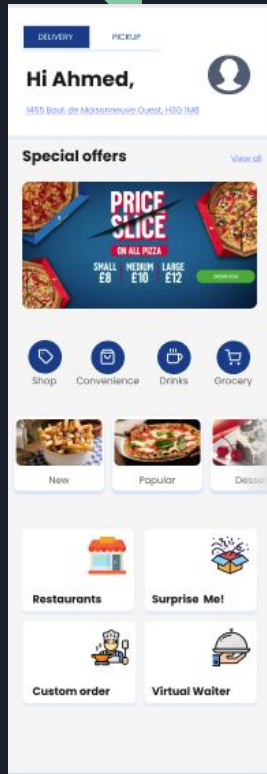 DELIVERY PICKUP
Hi Ahmed,
1455 Boul. de Maisonneuve Ouest, H3G 1M8
Special offers View all
PRICE
SLICE
ON ALL PIZZA
SMALL MEDIUM LARGE
£8 £10 £12
ORDER NOW
Shop Convenience Drinks Grocery
New Popular Desse
Restaurants Surprise Me!
Custom order Virtual Waiter